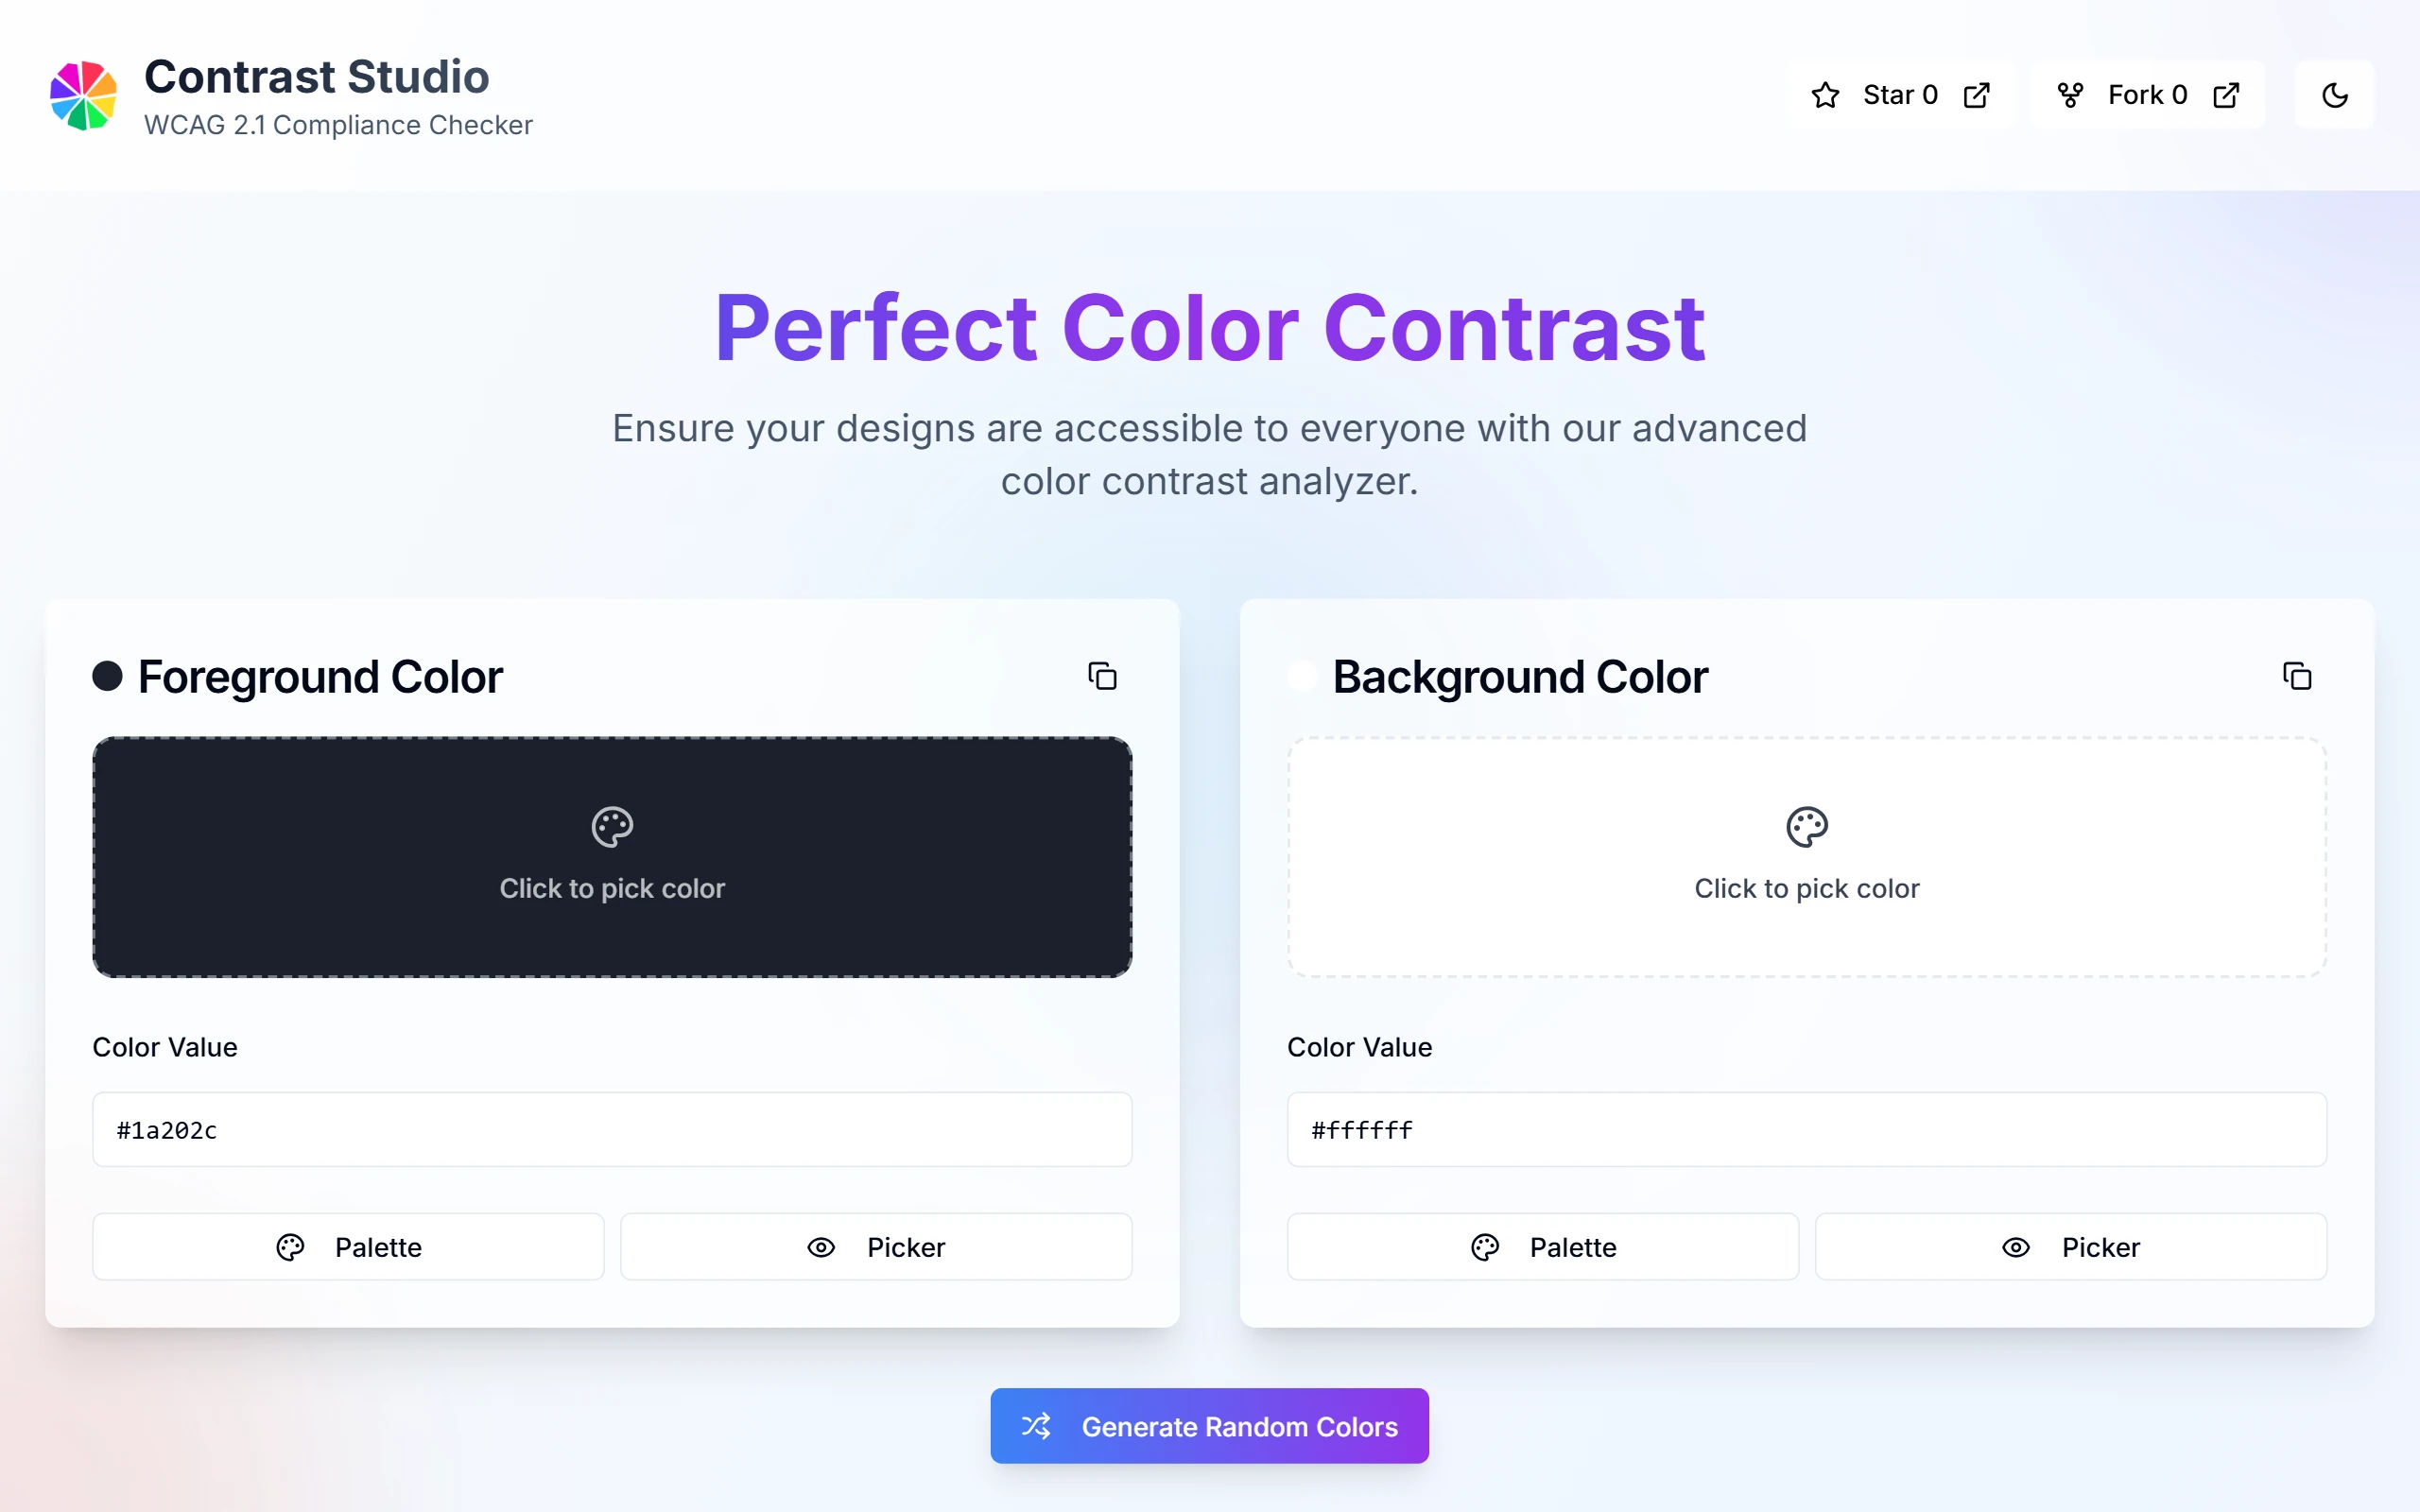 Contrast Studio
WCAG 2.1 Compliance Checker
Star 0
Fork 0
Perfect Color Contrast
Ensure your designs are accessible to everyone with our advanced
color contrast analyzer.
Foreground Color
Click to pick color
Color Value
#1a202c
Palette
Picker
Background Color
Click to pick color
Color Value
#ffffff
Palette
Picker
Generate Random Colors